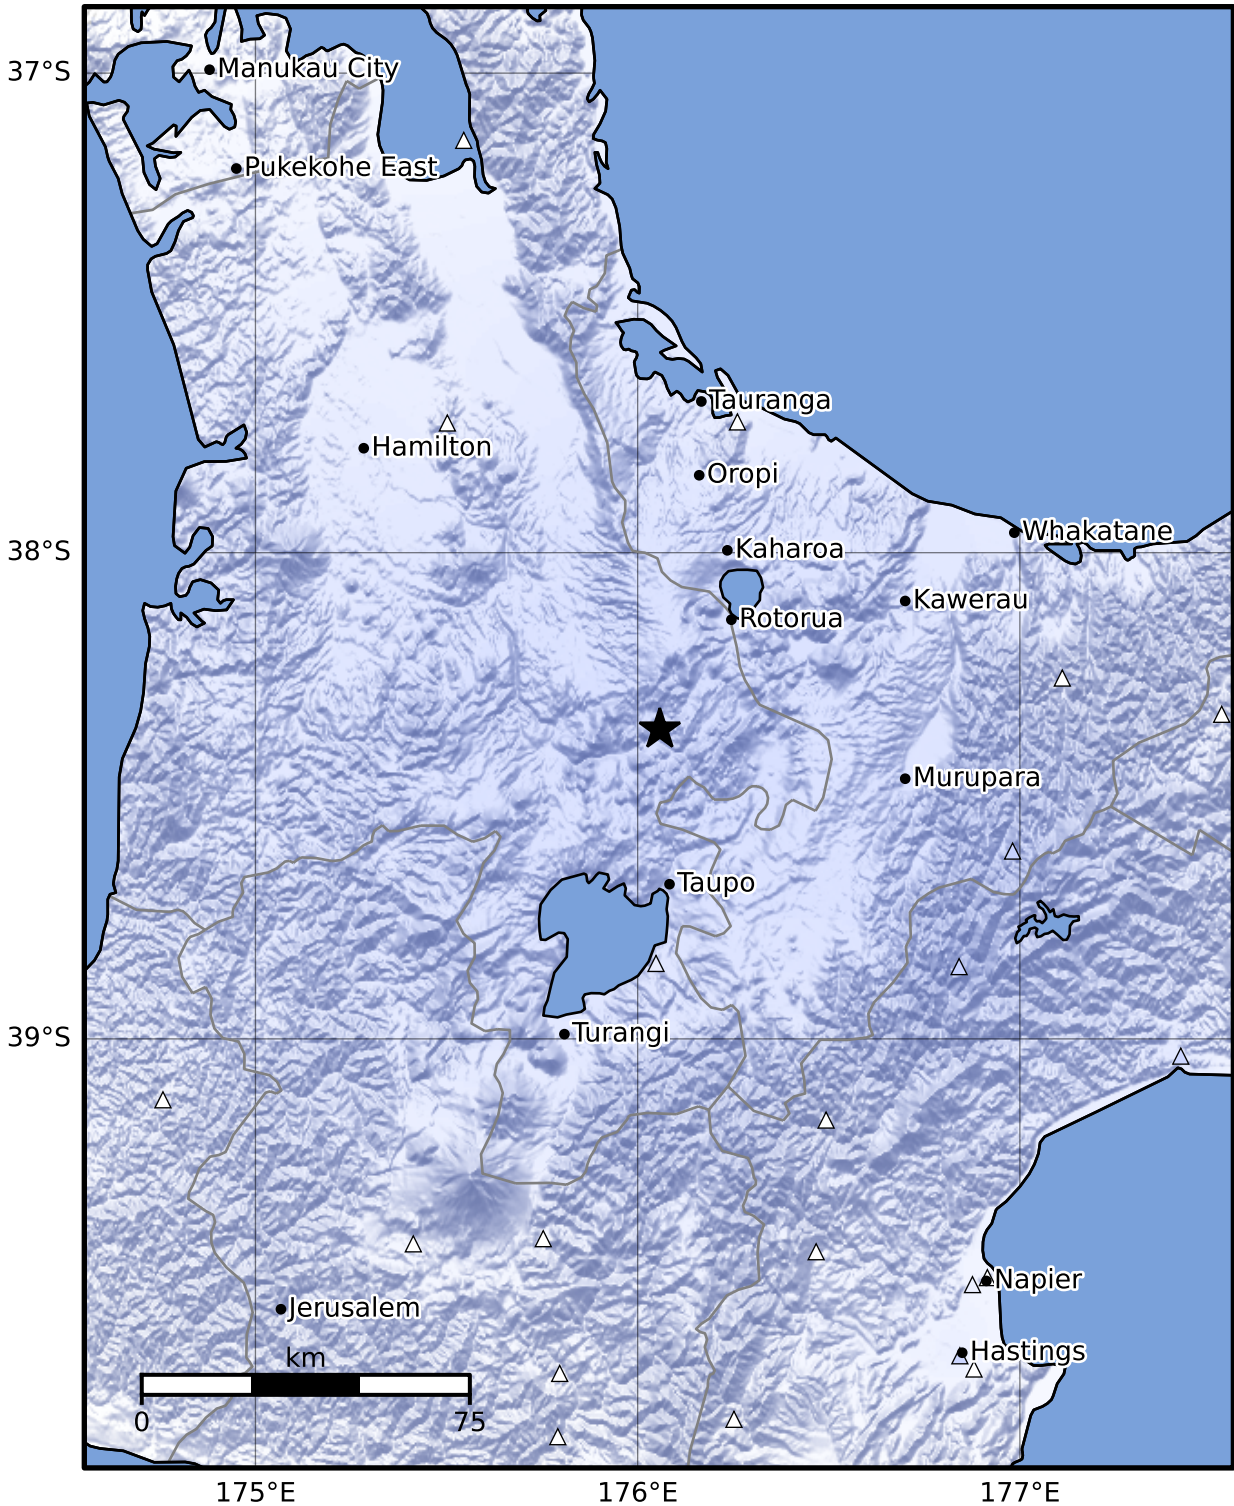 37°S
Manukau City
Pukekohe East
Tauranga
Hamilton
Oropi
Whakatane
38°S
Kaharoa
Kawerau
Rotorua
Murupara
Taupo
Turangi
39°S
Napier
Jerusalem
Hastings
km
0
75
175°E
176°E
177°E